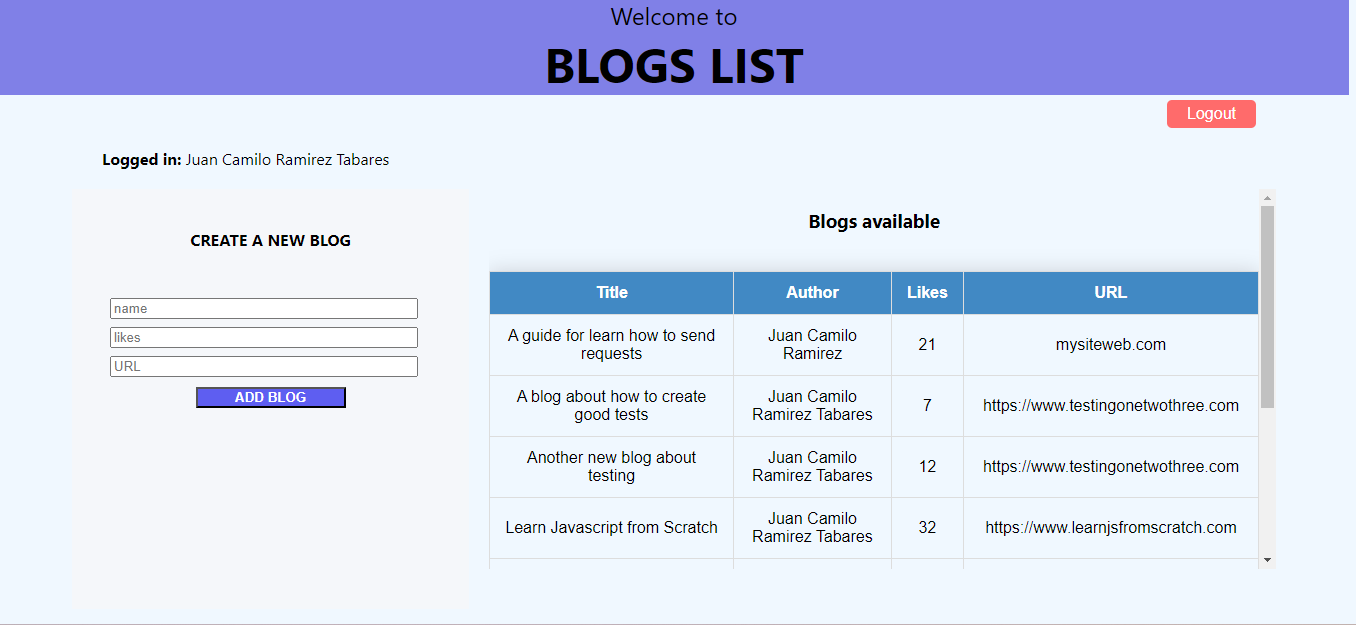 Welcome to
BLOGS LIST
Logout
Logged in: Juan Camilo Ramirez Tabares
CREATE A NEW BLOG
name
likes
URL
ADD BLOG
Blogs available
Title Author Likes URL
A guide for learn how to send
requests
Juan Camilo
Ramirez
21
mysiteweb.com
A blog about how to create
good tests
Juan Camilo
Ramirez Tabares
7
https://www.testingonetwothree.com
Another new blog about
testing
Juan Camilo
Ramirez Tabares
12
https://www.testingonetwothree.com
Learn Javascript from Scratch
Juan Camilo
Ramirez Tabares
32
https://www.learnjsfromscratch.com